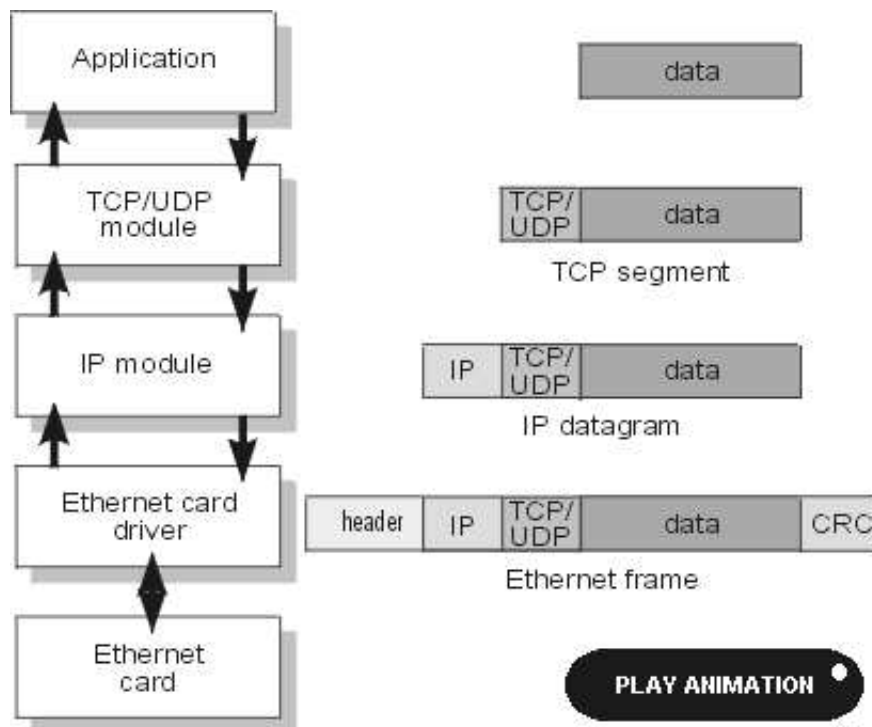 Application
data
TCP/UDP
module
TCP/
UDP
data
TCP segment
IP module
IP
TCP/
UDP
data
IP datagram
Ethernet card
driver
header
IP
TCP/
UDP
data
CRC
Ethernet frame
Ethernet
card
PLAY ANIMATION